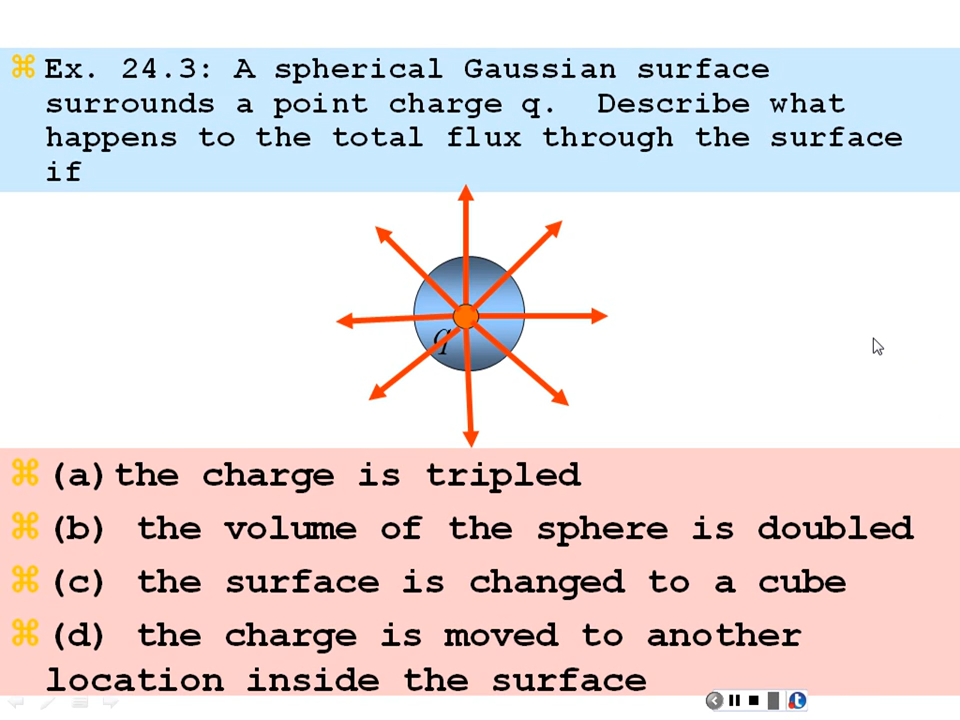 Ex. 24.3: A spherical Gaussian surface
surrounds a point charge q. Describe what
happens to the total flux through the surface
if
q
(a)the charge is tripled
(b) the volume of the sphere is doubled
(c) the surface is changed to a cube
(d) the charge is moved to another
location inside the surface